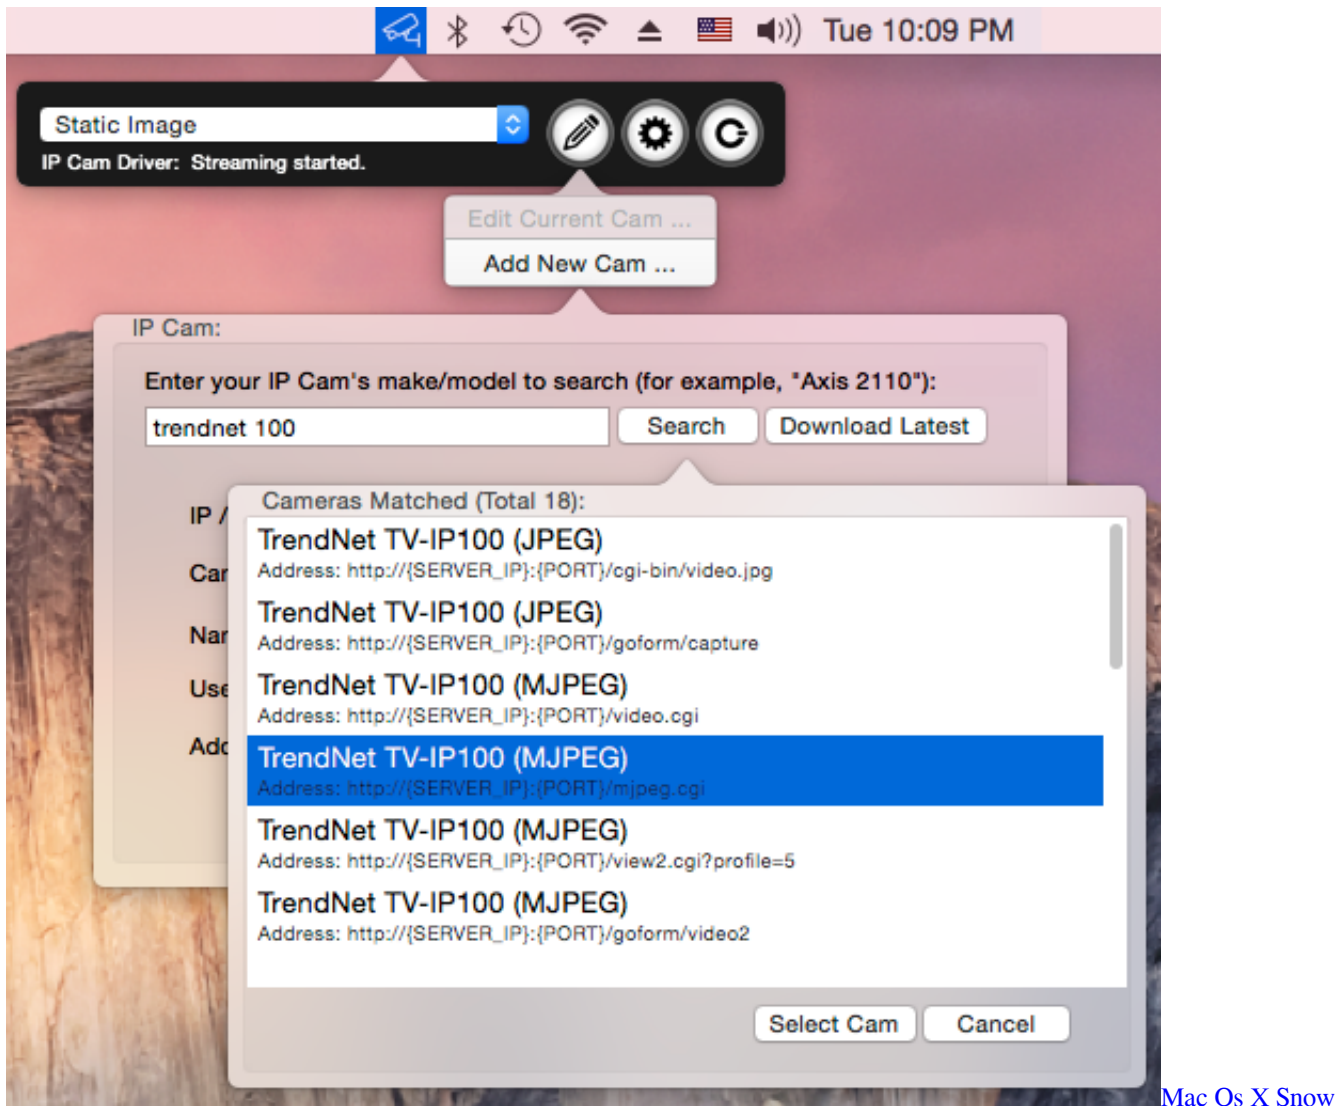 Tue 10:09 PM
Static Image
IP Cam Driver: Streaming started.
Edit Current Cam ...
Add New Cam ...
IP Cam:
Enter your IP Cam's make/model to search (for example, "Axis 2110"):
trendnet 100
Search
Download Latest
IP /
Car
Nar
Use
Adc
Cameras Matched (Total 18):
TrendNet TV-IP100 (JPEG)
Address: http://{SERVER_IP}:{PORT}/cgi-bin/video.jpg
TrendNet TV-IP100 (JPEG)
Address: http://{SERVER_IP}:{PORT}/goform/capture
TrendNet TV-IP100 (MJPEG)
Address: http://{SERVER_IP}:{PORT}/video.cgi
TrendNet TV-IP100 (MJPEG)
Address: http://{SERVER_IP}:{PORT}/mjpeg.cgi
TrendNet TV-IP100 (MJPEG)
Address: http://{SERVER_IP}:{PORT}/view2.cgi?profile=5
TrendNet TV-IP100 (MJPEG)
Address: http://{SERVER_IP}:{PORT}/goform/video2
Select Cam
Cancel
Mac Os X Snow